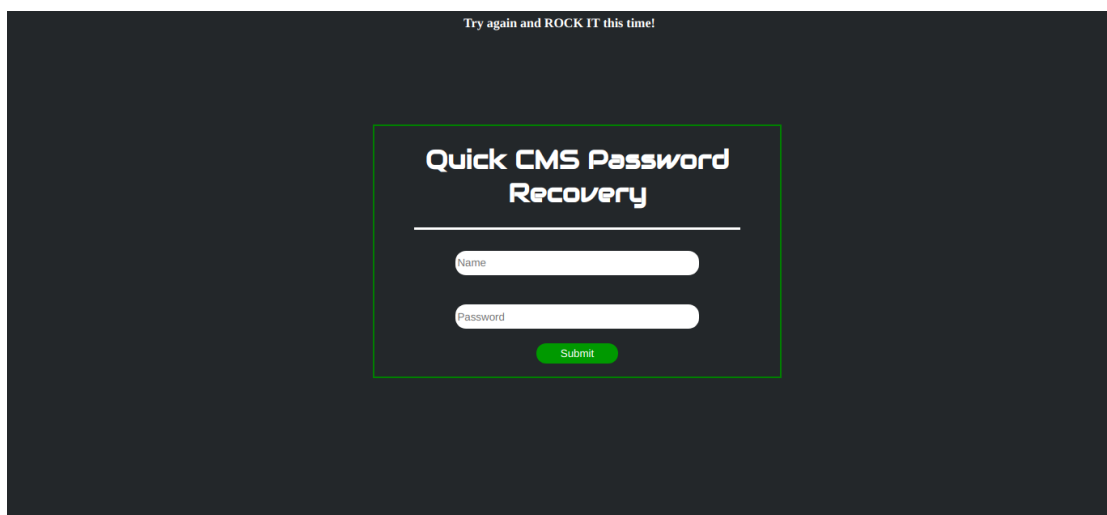 Try again and ROCK IT this time!
Quick CMS Password
Recovery
Name
Password
Submit